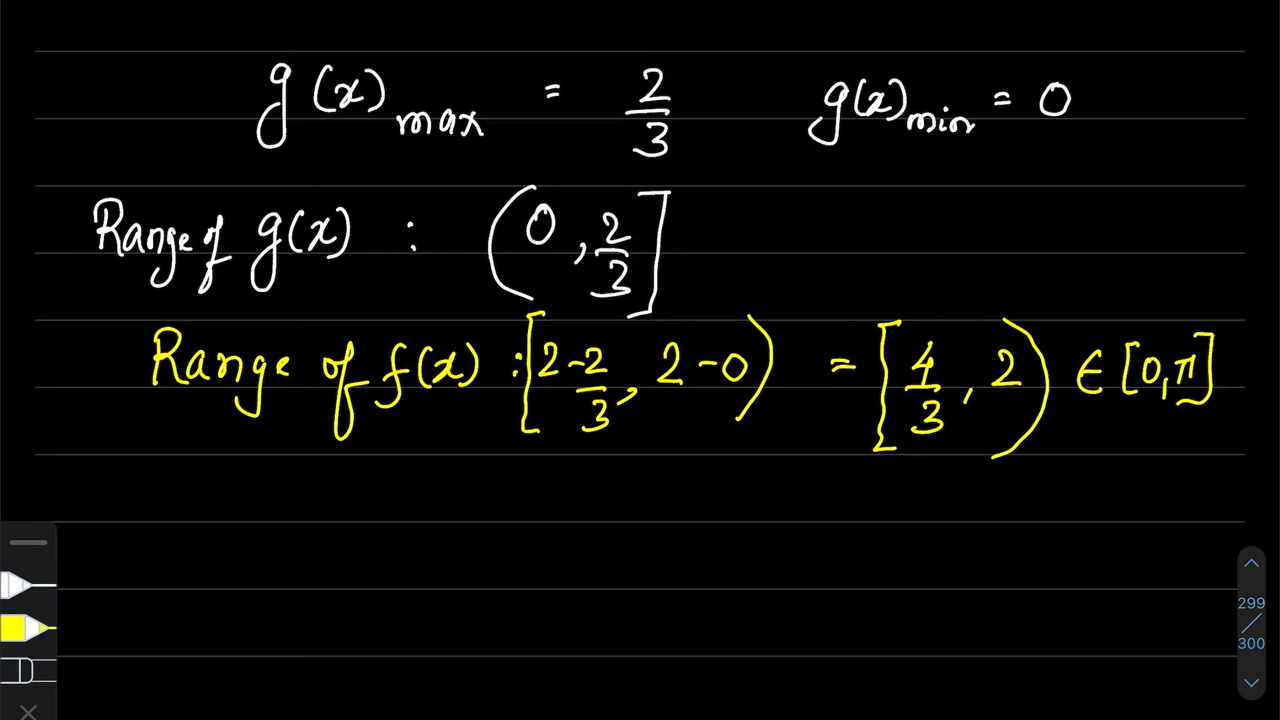 g(x)max = 2/3 g(x)min = 0
Range of g(x) : (0, 2/3]
Range of f(x) : [2-2/3, 2-0) = [4/3, 2) ∈ [0,π]
299
/
300